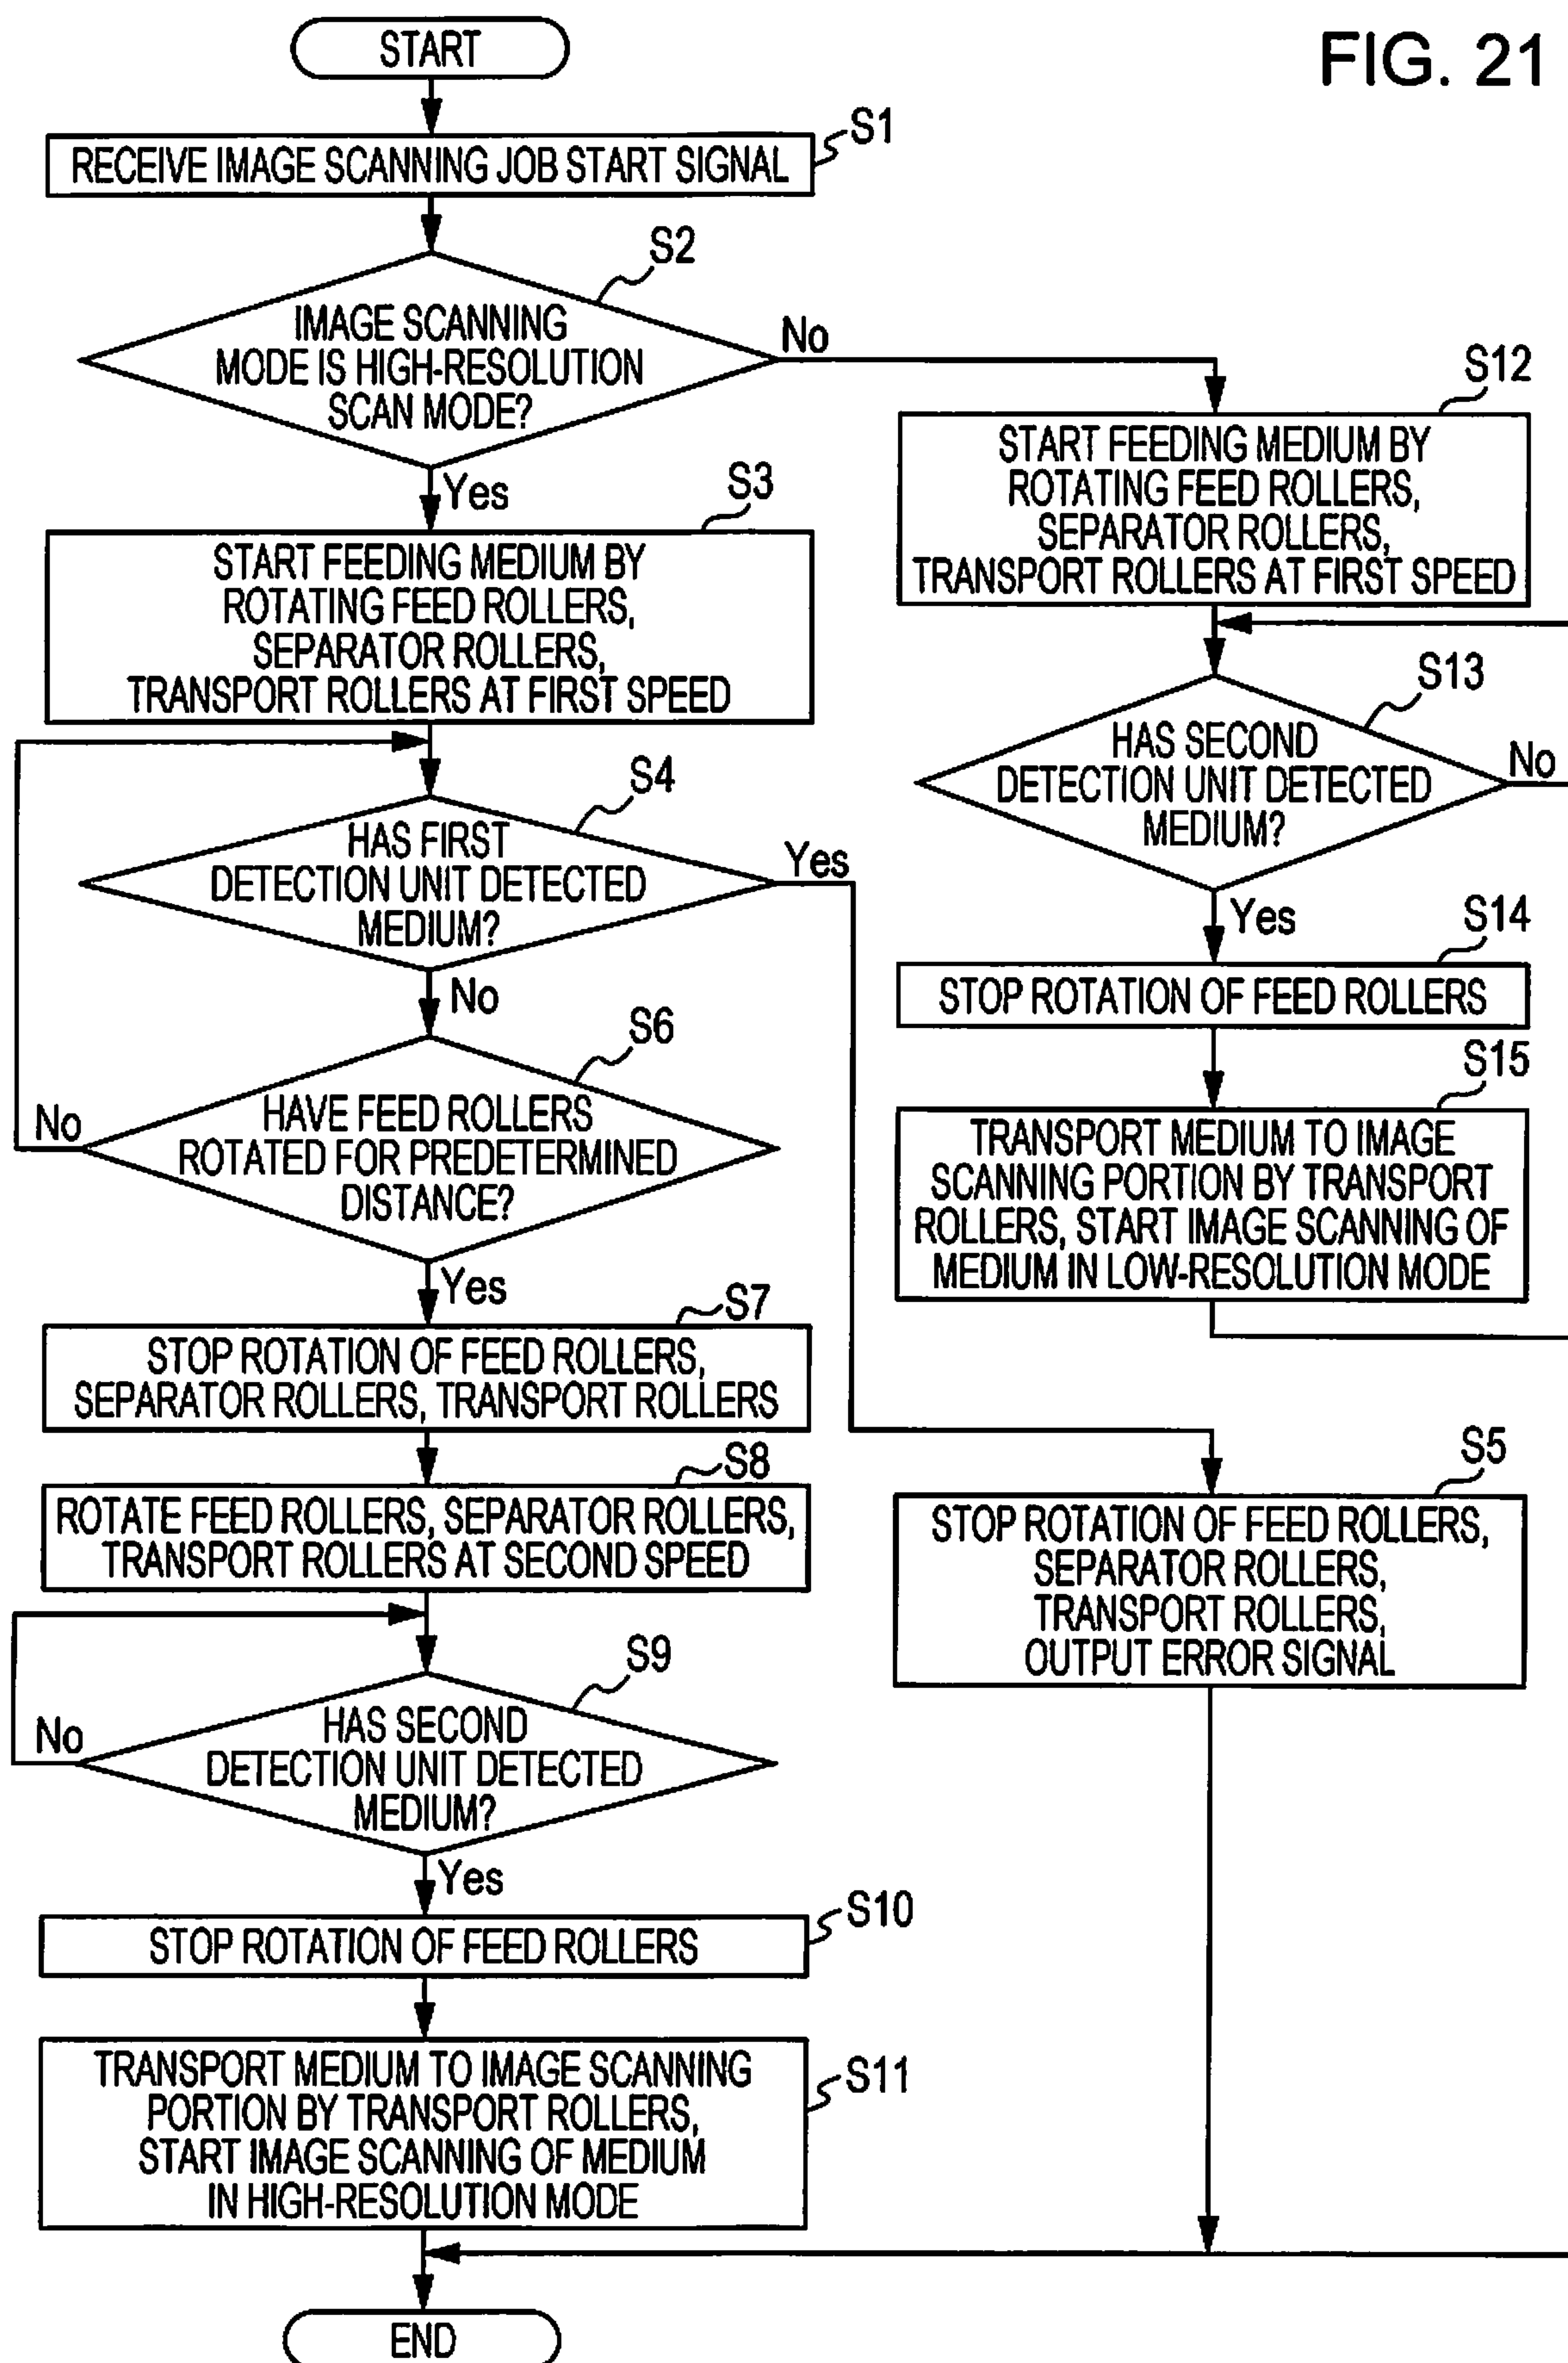 FIG. 21
START
S1
RECEIVE IMAGE SCANNING JOB START SIGNAL
S2
IMAGE SCANNING
MODE IS HIGH-RESOLUTION
SCAN MODE?
No
Yes
S3
START FEEDING MEDIUM BY
ROTATING FEED ROLLERS,
SEPARATOR ROLLERS,
TRANSPORT ROLLERS AT FIRST SPEED
S4
HAS FIRST
DETECTION UNIT DETECTED
MEDIUM?
Yes
No
S6
HAVE FEED ROLLERS
ROTATED FOR PREDETERMINED
DISTANCE?
No
Yes
S7
STOP ROTATION OF FEED ROLLERS,
SEPARATOR ROLLERS, TRANSPORT ROLLERS
S8
ROTATE FEED ROLLERS, SEPARATOR ROLLERS,
TRANSPORT ROLLERS AT SECOND SPEED
S9
HAS SECOND
DETECTION UNIT DETECTED
MEDIUM?
No
Yes
S10
STOP ROTATION OF FEED ROLLERS
S11
TRANSPORT MEDIUM TO IMAGE SCANNING
PORTION BY TRANSPORT ROLLERS,
START IMAGE SCANNING OF MEDIUM
IN HIGH-RESOLUTION MODE
END
S12
START FEEDING MEDIUM BY
ROTATING FEED ROLLERS,
SEPARATOR ROLLERS,
TRANSPORT ROLLERS AT FIRST SPEED
S13
HAS SECOND
DETECTION UNIT DETECTED
MEDIUM?
No
Yes
S14
STOP ROTATION OF FEED ROLLERS
S15
TRANSPORT MEDIUM TO IMAGE
SCANNING PORTION BY TRANSPORT
ROLLERS, START IMAGE SCANNING OF
MEDIUM IN LOW-RESOLUTION MODE
S5
STOP ROTATION OF FEED ROLLERS,
SEPARATOR ROLLERS,
TRANSPORT ROLLERS,
OUTPUT ERROR SIGNAL